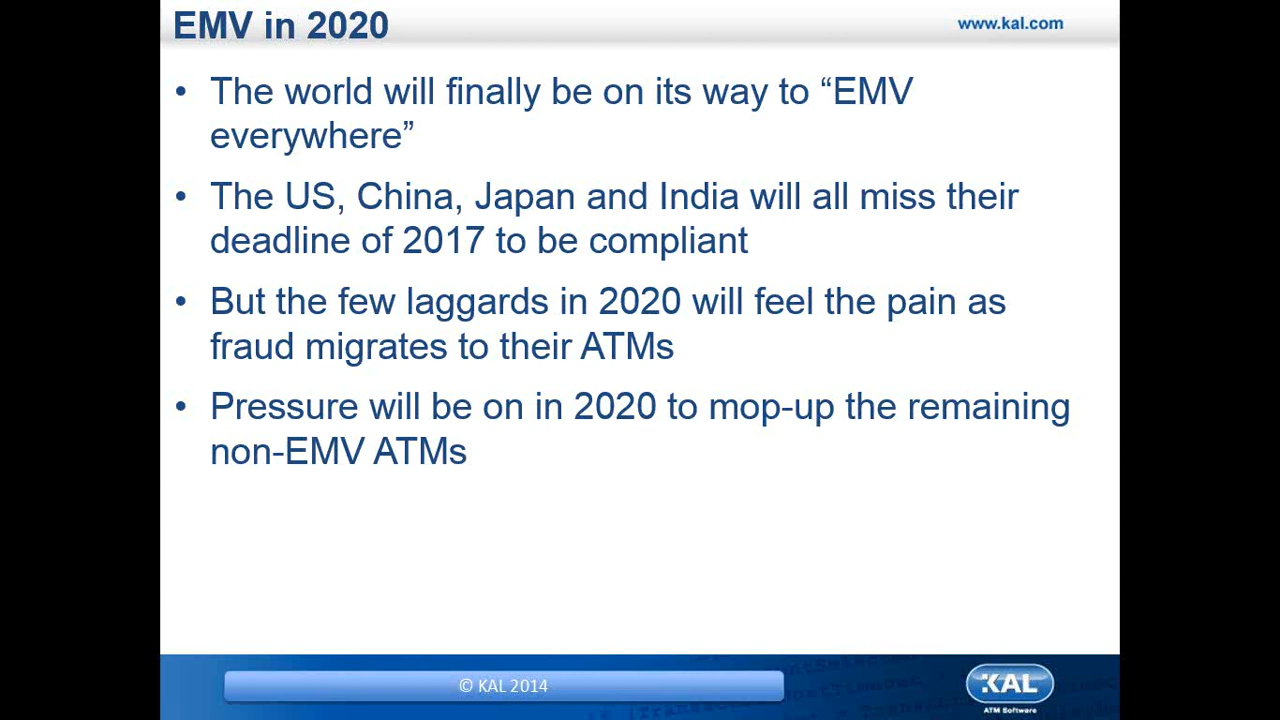 EMV in 2020
www.kal.com
• The world will finally be on its way to “EMV
everywhere”
• The US, China, Japan and India will all miss their
deadline of 2017 to be compliant
• But the few laggards in 2020 will feel the pain as
fraud migrates to their ATMs
• Pressure will be on in 2020 to mop-up the remaining
non-EMV ATMs
© KAL 2014
KAL
ATM Software